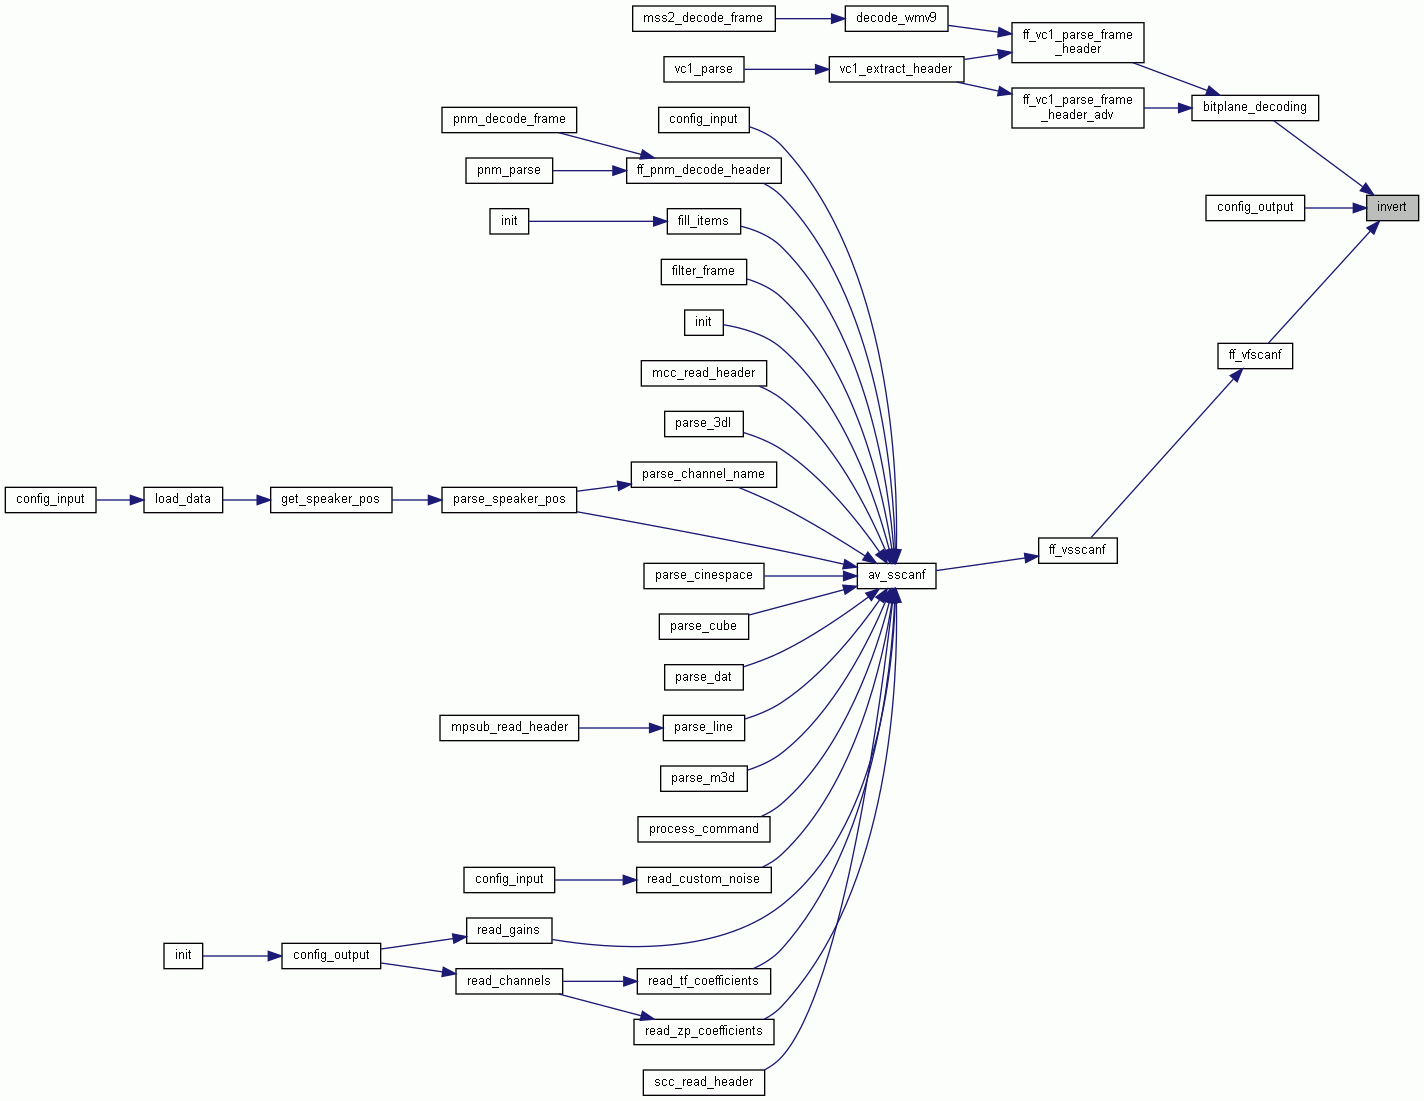 mss2_decode_frame
decode_wmv9
ff_vc1_parse_frame
_header
vc1_parse
vc1_extract_header
ff_vc1_parse_frame
_header_adv
bitplane_decoding
pnm_decode_frame
config_input
pnm_parse
ff_pnm_decode_header
config_output
invert
init
fill_items
filter_frame
init
ff_vfscanf
mcc_read_header
parse_3dl
parse_channel_name
config_input
load_data
get_speaker_pos
parse_speaker_pos
ff_vsscanf
parse_cinespace
av_sscanf
parse_cube
parse_dat
mpsub_read_header
parse_line
parse_m3d
process_command
config_input
read_custom_noise
read_gains
init
config_output
read_channels
read_tf_coefficients
read_zp_coefficients
scc_read_header